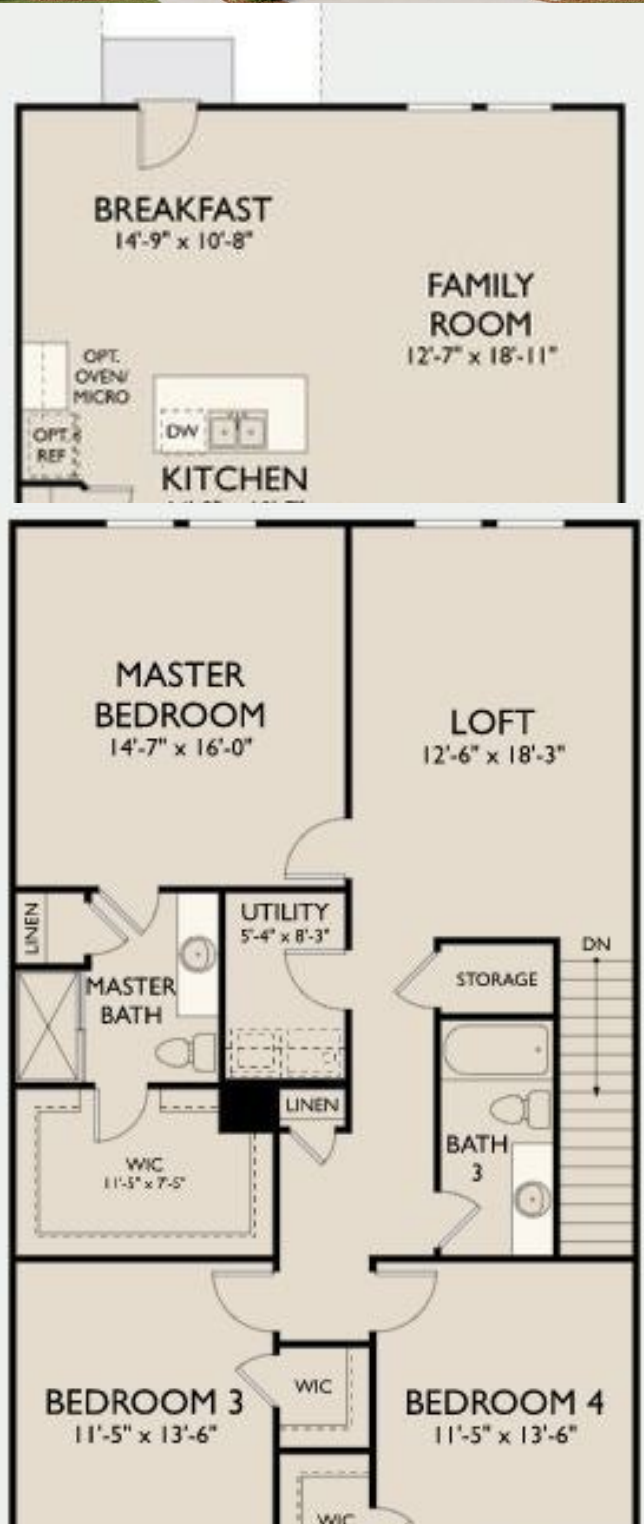 BREAKFAST
14'-9" x 10'-8"
FAMILY
ROOM
12'-7" x 18'-11"
OPT.
OVEN/
MICRO
OPT.
REF
DW
KITCHEN
MASTER
BEDROOM
14'-7" x 16'-0"
LOFT
12'-6" x 18'-3"
LINEN
UTILITY
5'-4" x 8'-3"
DN
STORAGE
MASTER
BATH
LINEN
BATH
3
WIC
11'-5" x 7'-5"
BEDROOM 3
11'-5" x 13'-6"
WIC
BEDROOM 4
11'-5" x 13'-6"
WIC